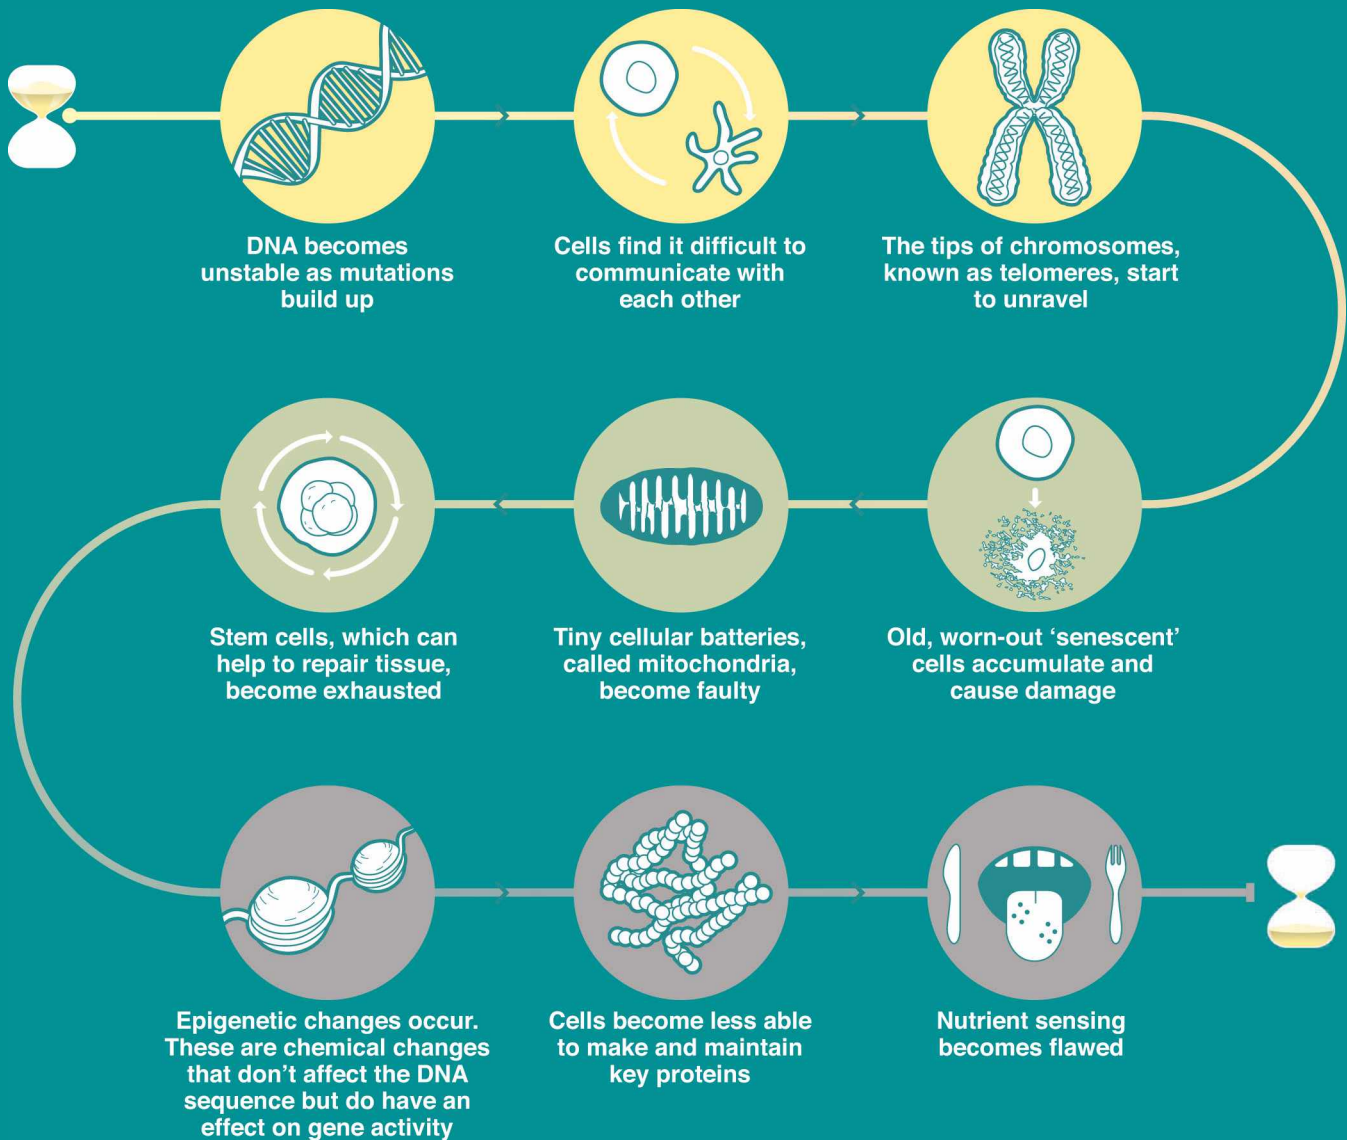 DNA becomes
unstable as mutations
build up
Cells find it difficult to
communicate with
each other
The tips of chromosomes,
known as telomeres, start
to unravel
Old, worn-out ‘senescent’
cells accumulate and
cause damage
Tiny cellular batteries,
called mitochondria,
become faulty
Stem cells, which can
help to repair tissue,
become exhausted
Epigenetic changes occur.
These are chemical changes
that don’t affect the DNA
sequence but do have an
effect on gene activity
Cells become less able
to make and maintain
key proteins
Nutrient sensing
becomes flawed